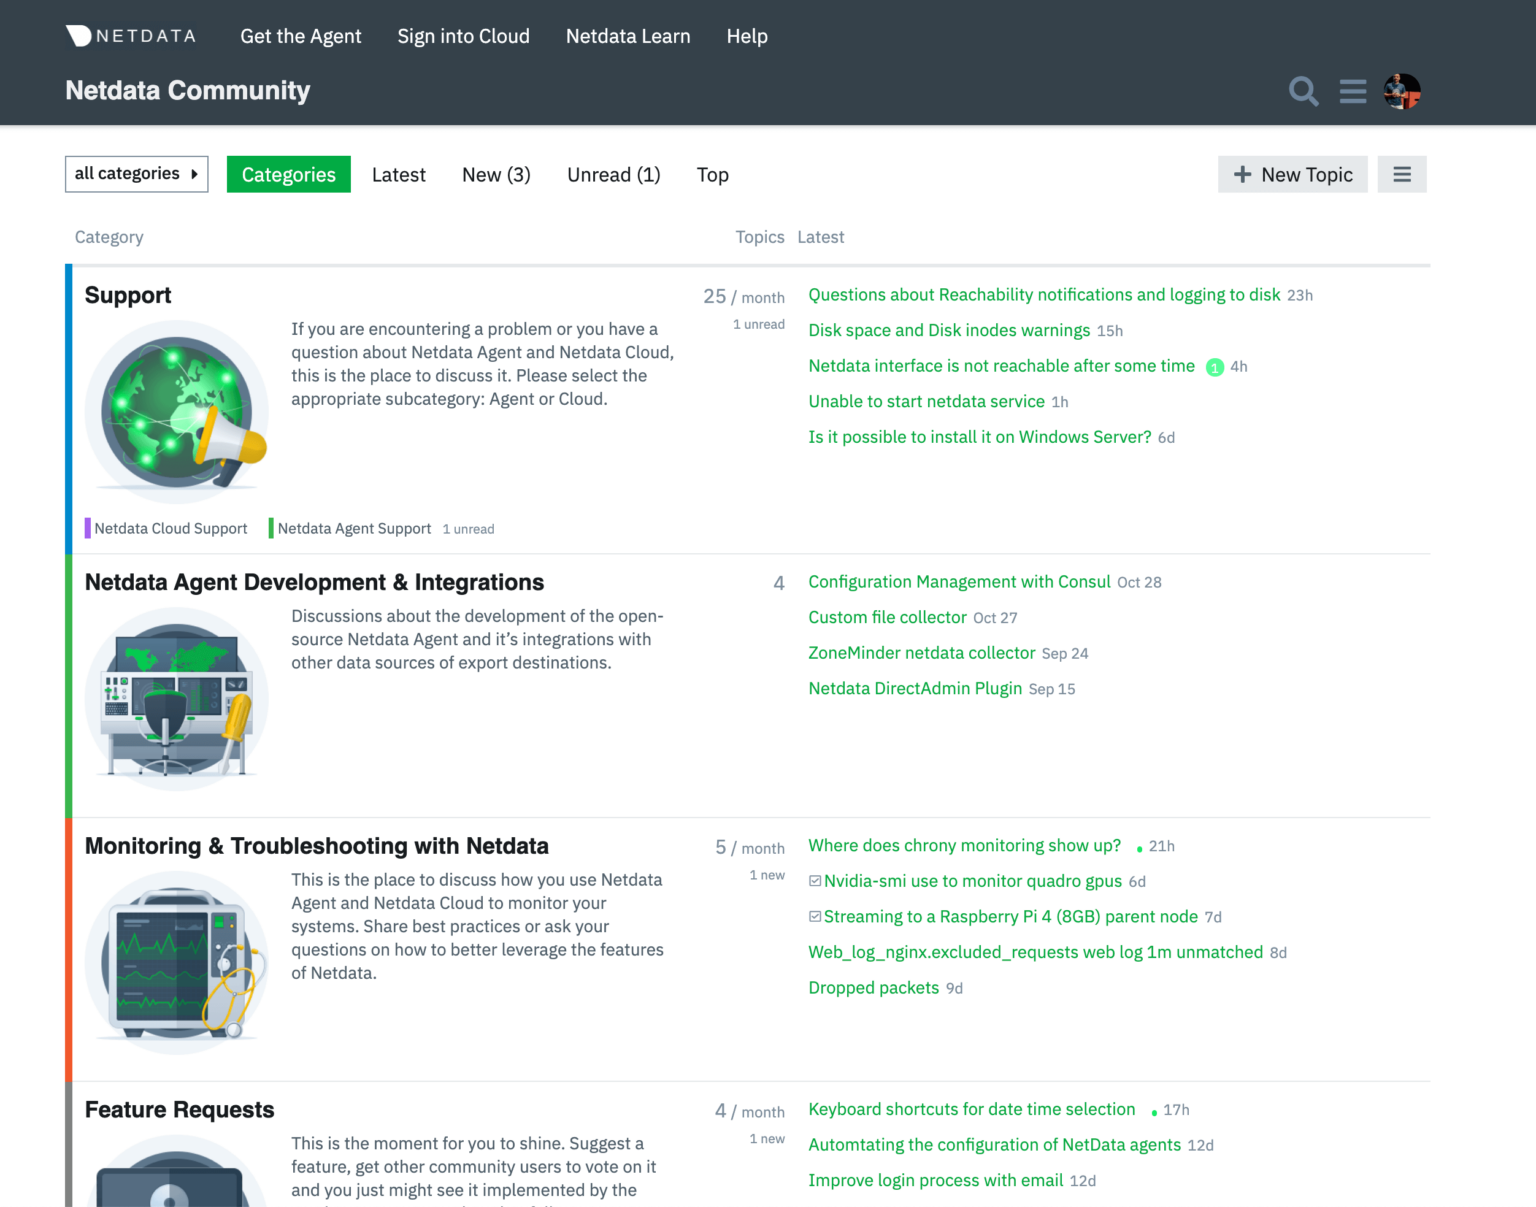 NETDATA Get the Agent Sign into Cloud Netdata Learn Help
Netdata Community
all categories Categories Latest New (3) Unread (1) Top + New Topic
Category Topics Latest
Support
If you are encountering a problem or you have a
question about Netdata Agent and Netdata Cloud,
this is the place to discuss it. Please select the
appropriate subcategory: Agent or Cloud.
Netdata Cloud Support Netdata Agent Support 1 unread
25 / month
1 unread
Questions about Reachability notifications and logging to disk 23h
Disk space and Disk inodes warnings 15h
Netdata interface is not reachable after some time 1 4h
Unable to start netdata service 1h
Is it possible to install it on Windows Server? 6d
Netdata Agent Development & Integrations
Discussions about the development of the open-
source Netdata Agent and it’s integrations with
other data sources of export destinations.
4
Configuration Management with Consul Oct 28
Custom file collector Oct 27
ZoneMinder netdata collector Sep 24
Netdata DirectAdmin Plugin Sep 15
Monitoring & Troubleshooting with Netdata
This is the place to discuss how you use Netdata
Agent and Netdata Cloud to monitor your
systems. Share best practices or ask your
questions on how to better leverage the features
of Netdata.
5 / month
1 new
Where does chrony monitoring show up? 21h
Nvidia-smi use to monitor quadro gpus 6d
Streaming to a Raspberry Pi 4 (8GB) parent node 7d
Web_log_nginx.excluded_requests web log 1m unmatched 8d
Dropped packets 9d
Feature Requests
This is the moment for you to shine. Suggest a
feature, get other community users to vote on it
and you just might see it implemented by the
4 / month
1 new
Keyboard shortcuts for date time selection 17h
Automtating the configuration of NetData agents 12d
Improve login process with email 12d